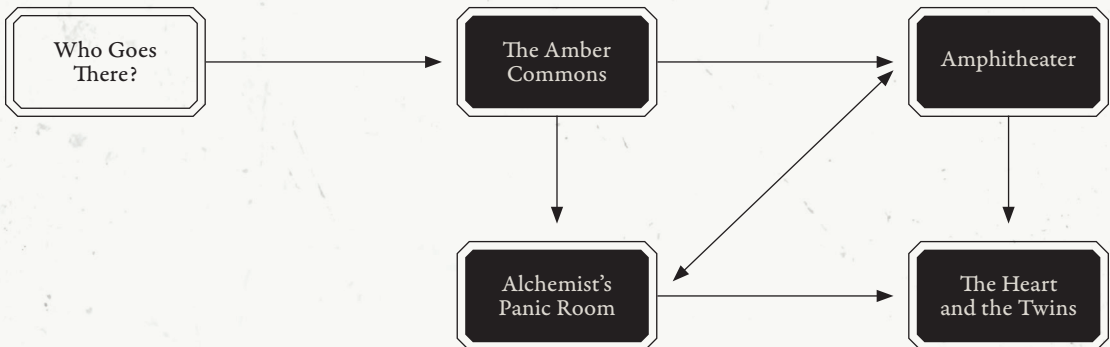 Who Goes
There?
The Amber
Commons
Amphitheater
Alchemist’s
Panic Room
The Heart
and the Twins